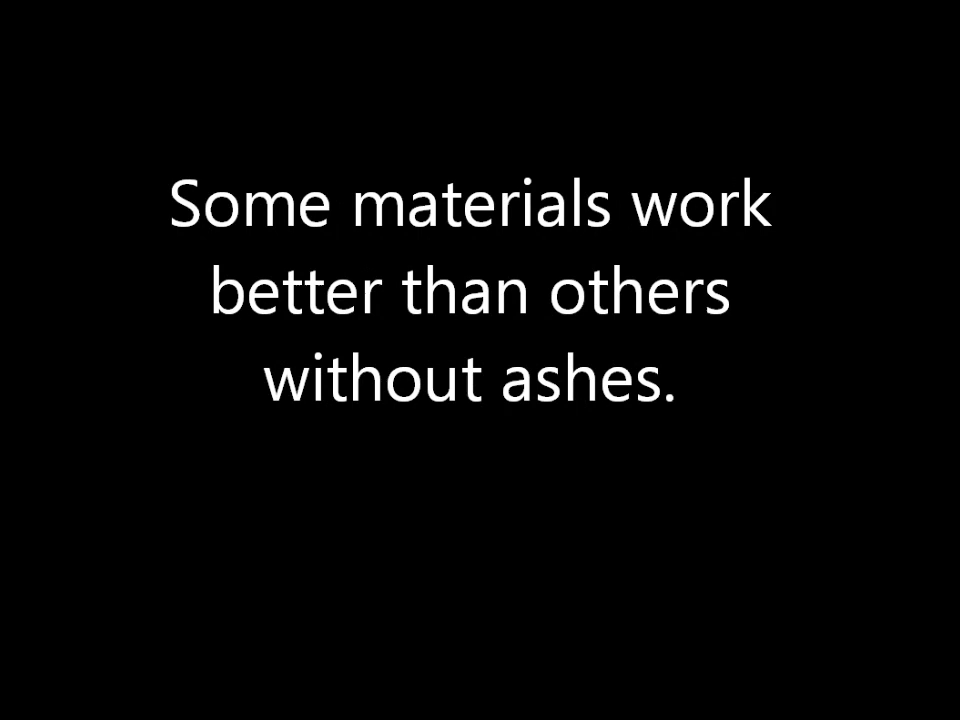 Some materials work
better than others
without ashes.